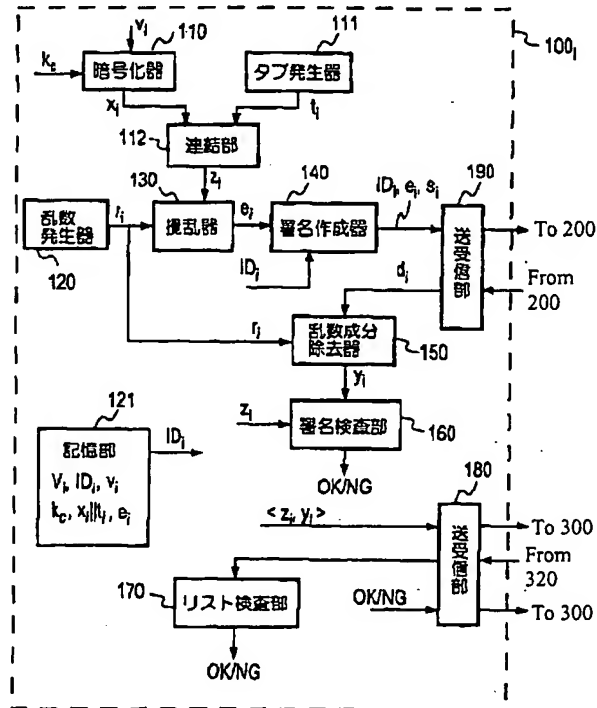 vi
110
111
100i
kc
暗号化器
タブ発生器
xi
ti
112
連結部
zi
130
140
IDi, ei, si
190
乱数発生器
ri
攪乱器
ei
署名作成器
送受信部
To 200
120
IDi
di
From 200
ri
乱数成分除去器
150
yi
121
zi
署名検査部
160
記憶部
IDi
Vi, IDi, vi
kc, xi||ti, ei
OK/NG
180
< zi, yi >
送受信部
To 300
From 320
170
リスト検査部
OK/NG
To 300
OK/NG